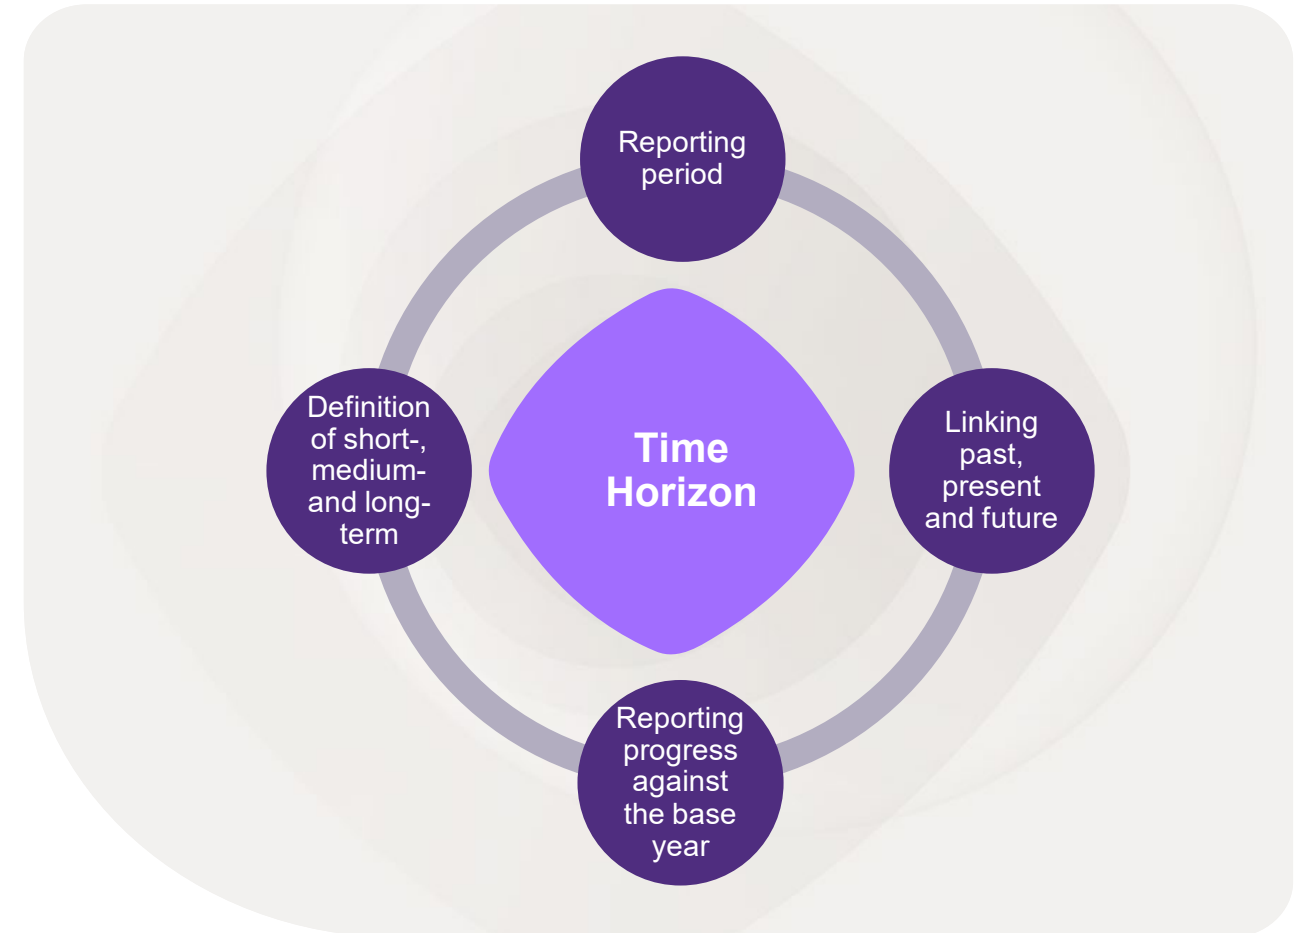 Reporting
period
Definition
of short-,
medium-
and long-
term
Time
Horizon
Linking
past,
present
and future
Reporting
progress
against
the base
year